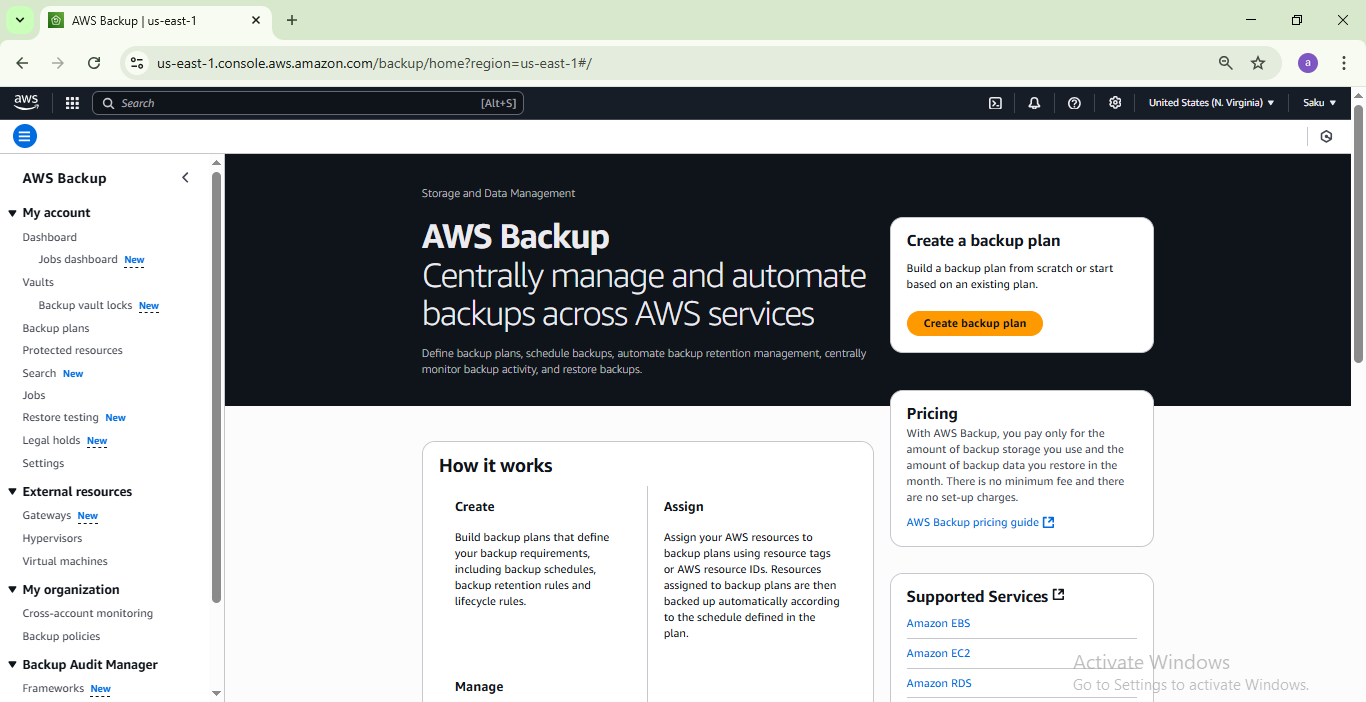 AWS Backup | us-east-1
us-east-1.console.aws.amazon.com/backup/home?region=us-east-1#/
a
aws
Search
[Alt+S]
United States (N. Virginia)
Saku
AWS Backup
My account
Dashboard
Jobs dashboard New
Vaults
Backup vault locks New
Backup plans
Protected resources
Search New
Jobs
Restore testing New
Legal holds New
Settings
External resources
Gateways New
Hypervisors
Virtual machines
My organization
Cross-account monitoring
Backup policies
Backup Audit Manager
Frameworks New
Storage and Data Management
AWS Backup
Centrally manage and automate
backups across AWS services
Define backup plans, schedule backups, automate backup retention management, centrally
monitor backup activity, and restore backups.
Create a backup plan
Build a backup plan from scratch or start
based on an existing plan.
Create backup plan
Pricing
With AWS Backup, you pay only for the
amount of backup storage you use and the
amount of backup data you restore in the
month. There is no minimum fee and there
are no set-up charges.
AWS Backup pricing guide
How it works
Create
Build backup plans that define
your backup requirements,
including backup schedules,
backup retention rules and
lifecycle rules.
Assign
Assign your AWS resources to
backup plans using resource tags
or AWS resource IDs. Resources
assigned to backup plans are then
backed up automatically according
to the schedule defined in the
plan.
Manage
Supported Services
Amazon EBS
Amazon EC2
Amazon RDS
Activate Windows
Go to Settings to activate Windows.